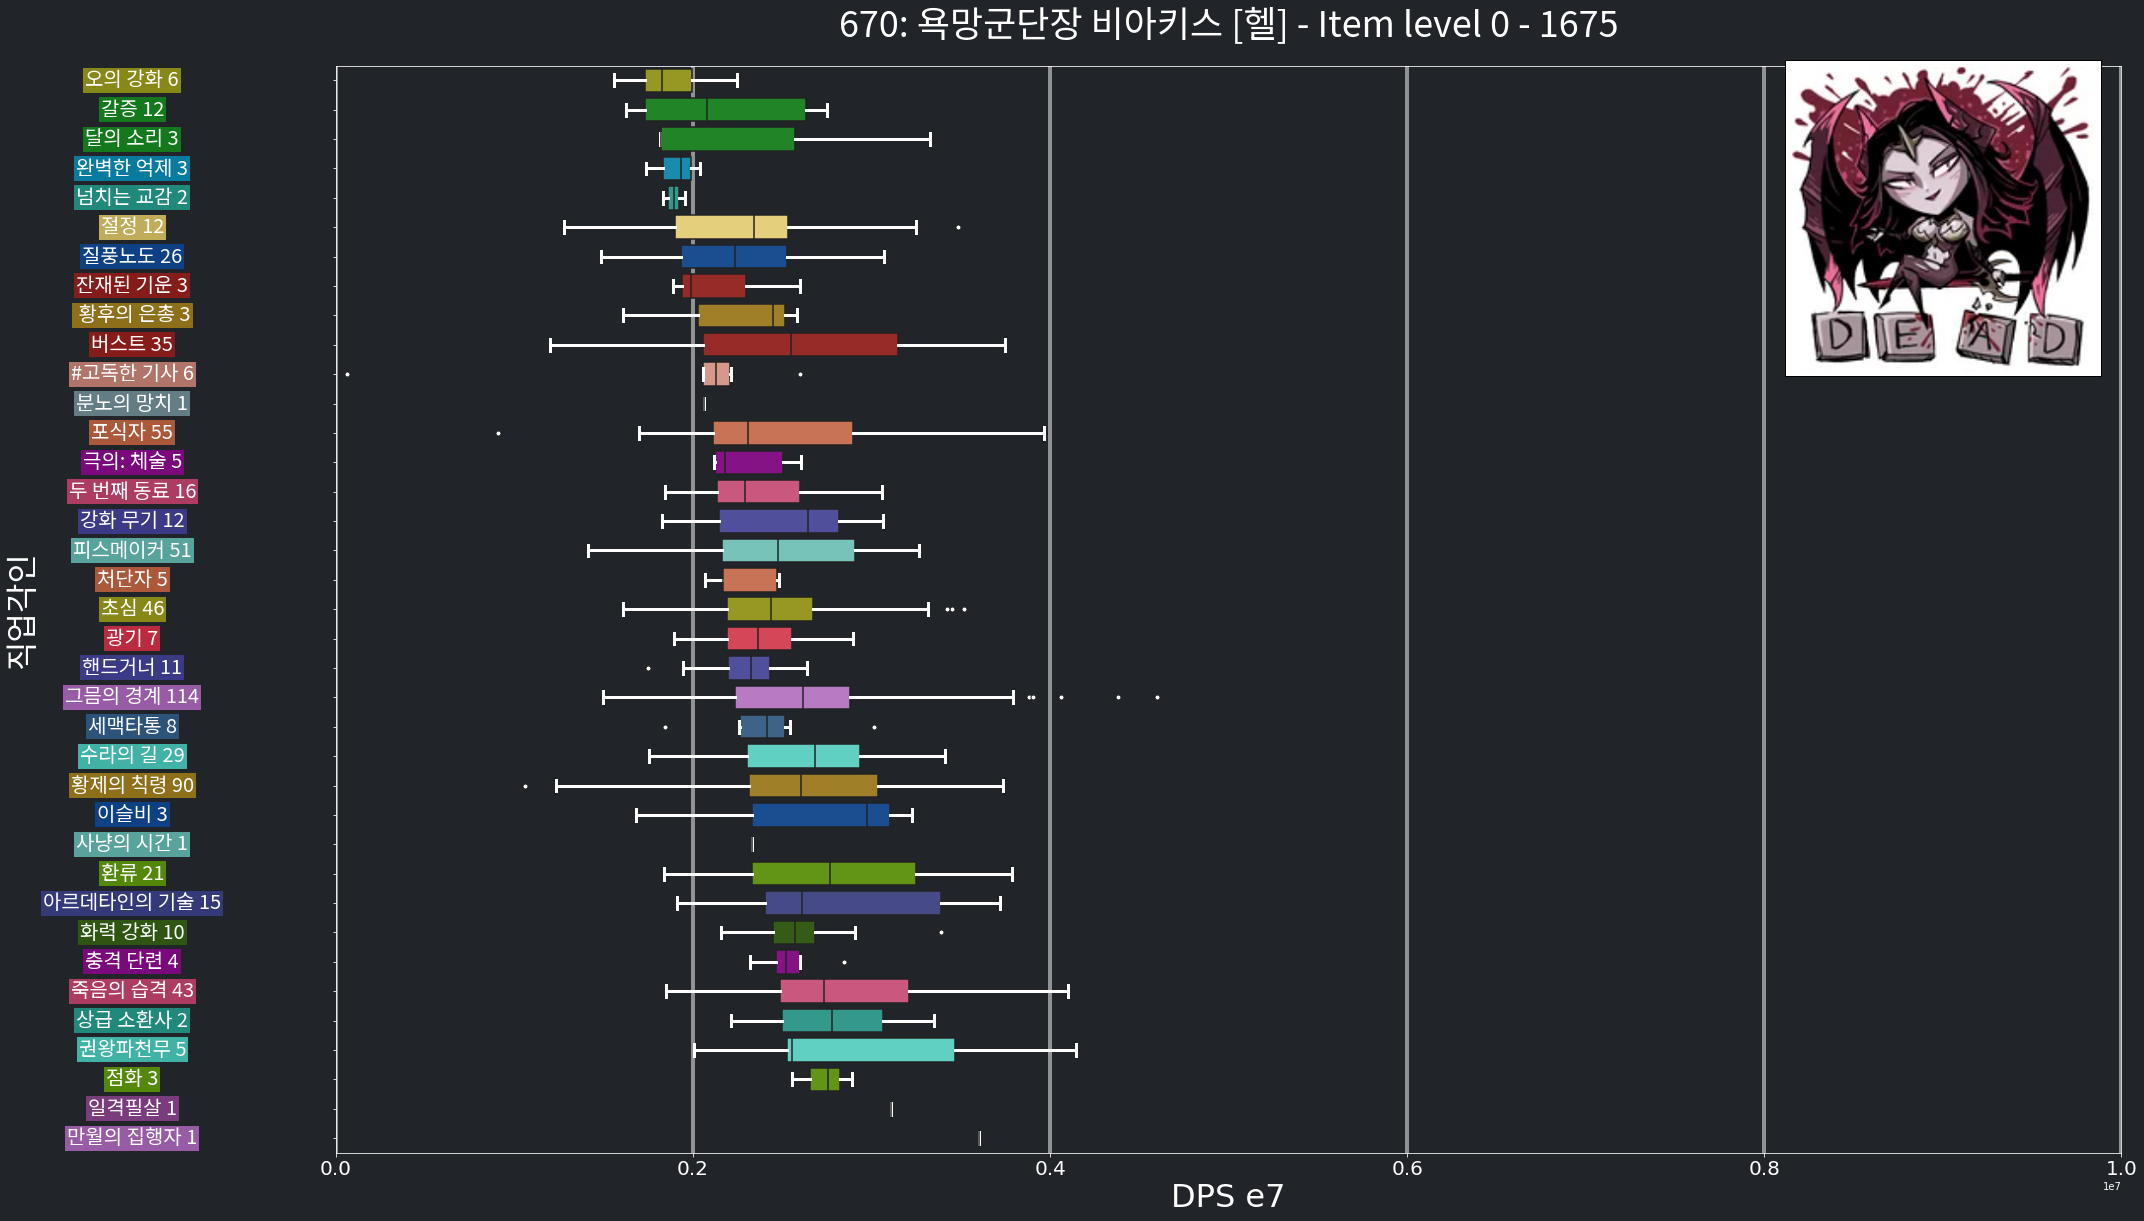 670: 욕망군단장 비아키스 [헬] - Item level 0 - 1675
오의 강화 6
갈증 12
달의 소리 3
완벽한 억제 3
넘치는 교감 2
절정 12
질풍노도 26
잔재된 기운 3
황후의 은총 3
버스트 35
#고독한 기사 6
분노의 망치 1
포식자 55
극의: 체술 5
두 번째 동료 16
강화 무기 12
피스메이커 51
처단자 5
초심 46
광기 7
핸드거너 11
그믐의 경계 114
세맥타통 8
수라의 길 29
황제의 칙령 90
이슬비 3
사냥의 시간 1
환류 21
아르데타인의 기술 15
화력 강화 10
충격 단련 4
죽음의 습격 43
상급 소환사 2
권왕파천무 5
점화 3
일격필살 1
만월의 집행자 1
직업각인
0.0 0.2 0.4 0.6 0.8 1.0
1e7
DPS e7
DEAD